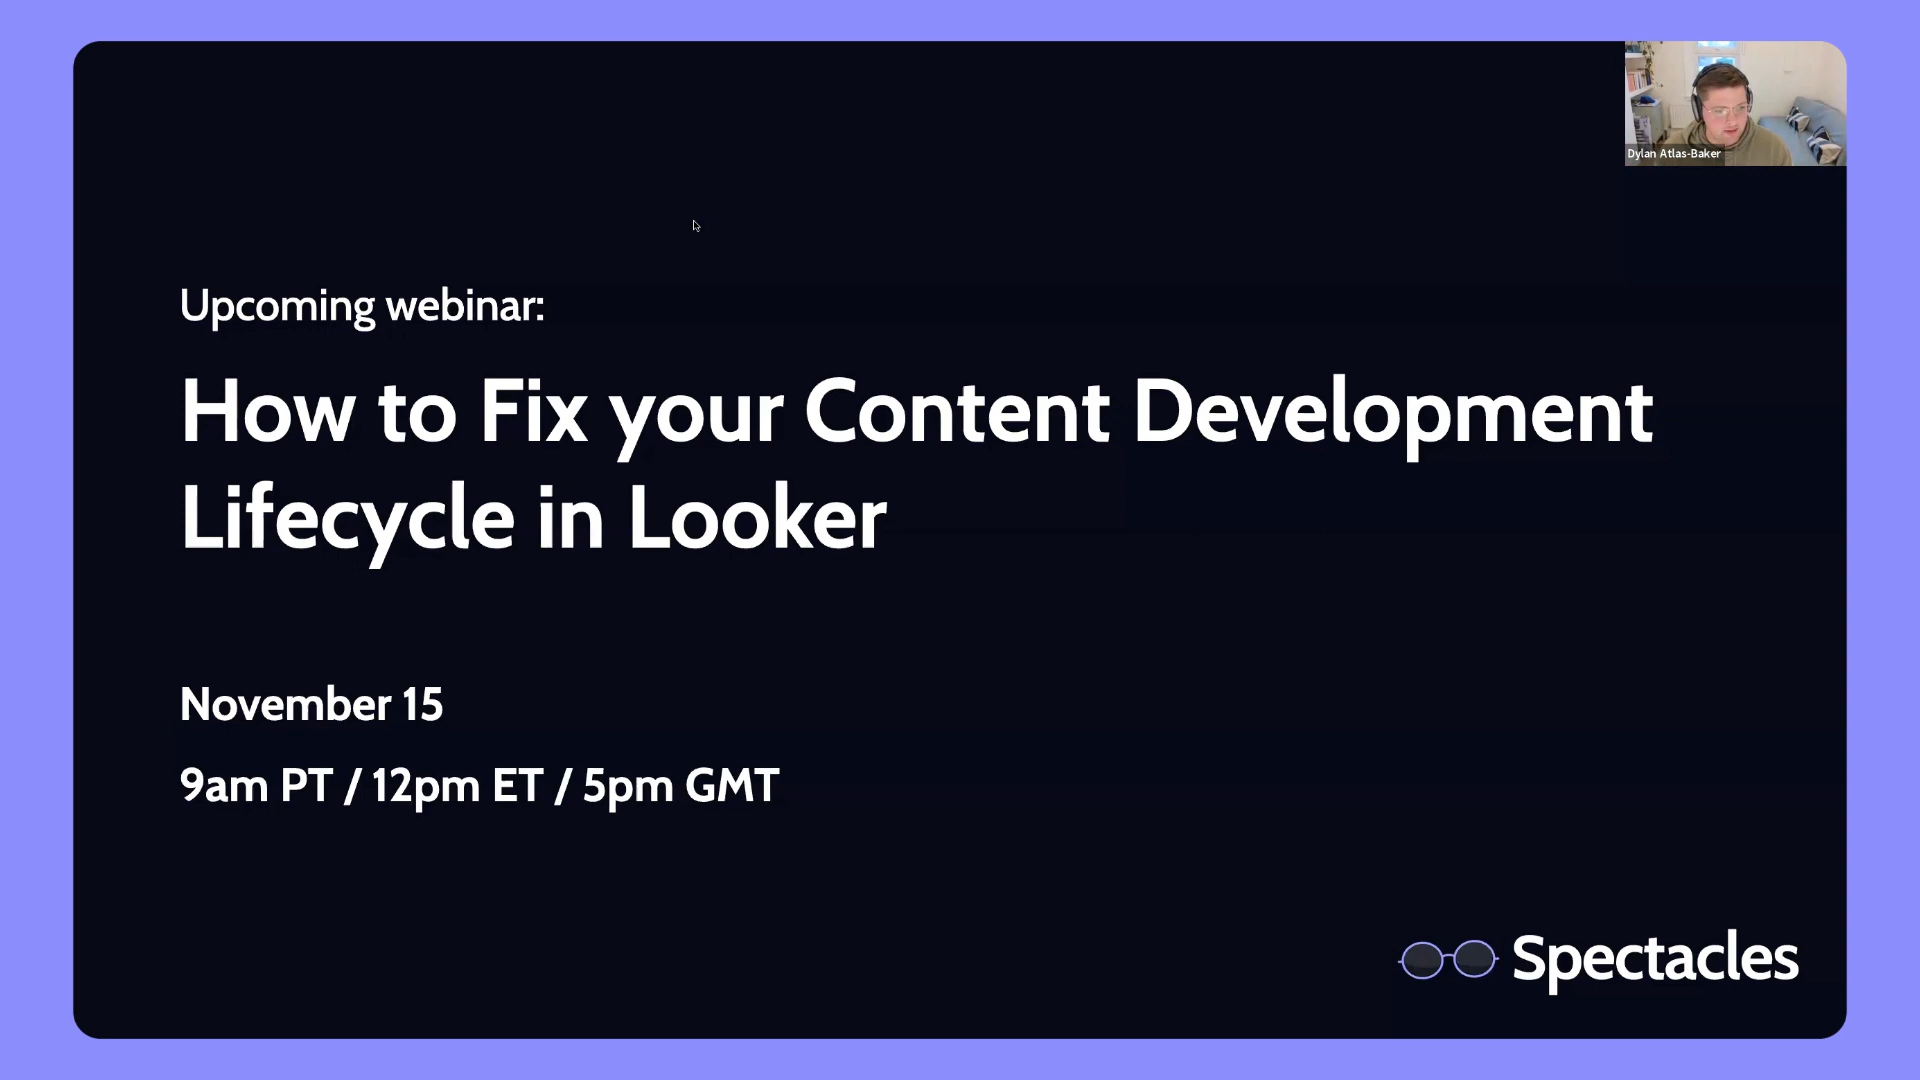 Dylan Atlas-Baker
Upcoming webinar:
How to Fix your Content Development
Lifecycle in Looker
November 15
9am PT / 12pm ET / 5pm GMT
Spectacles